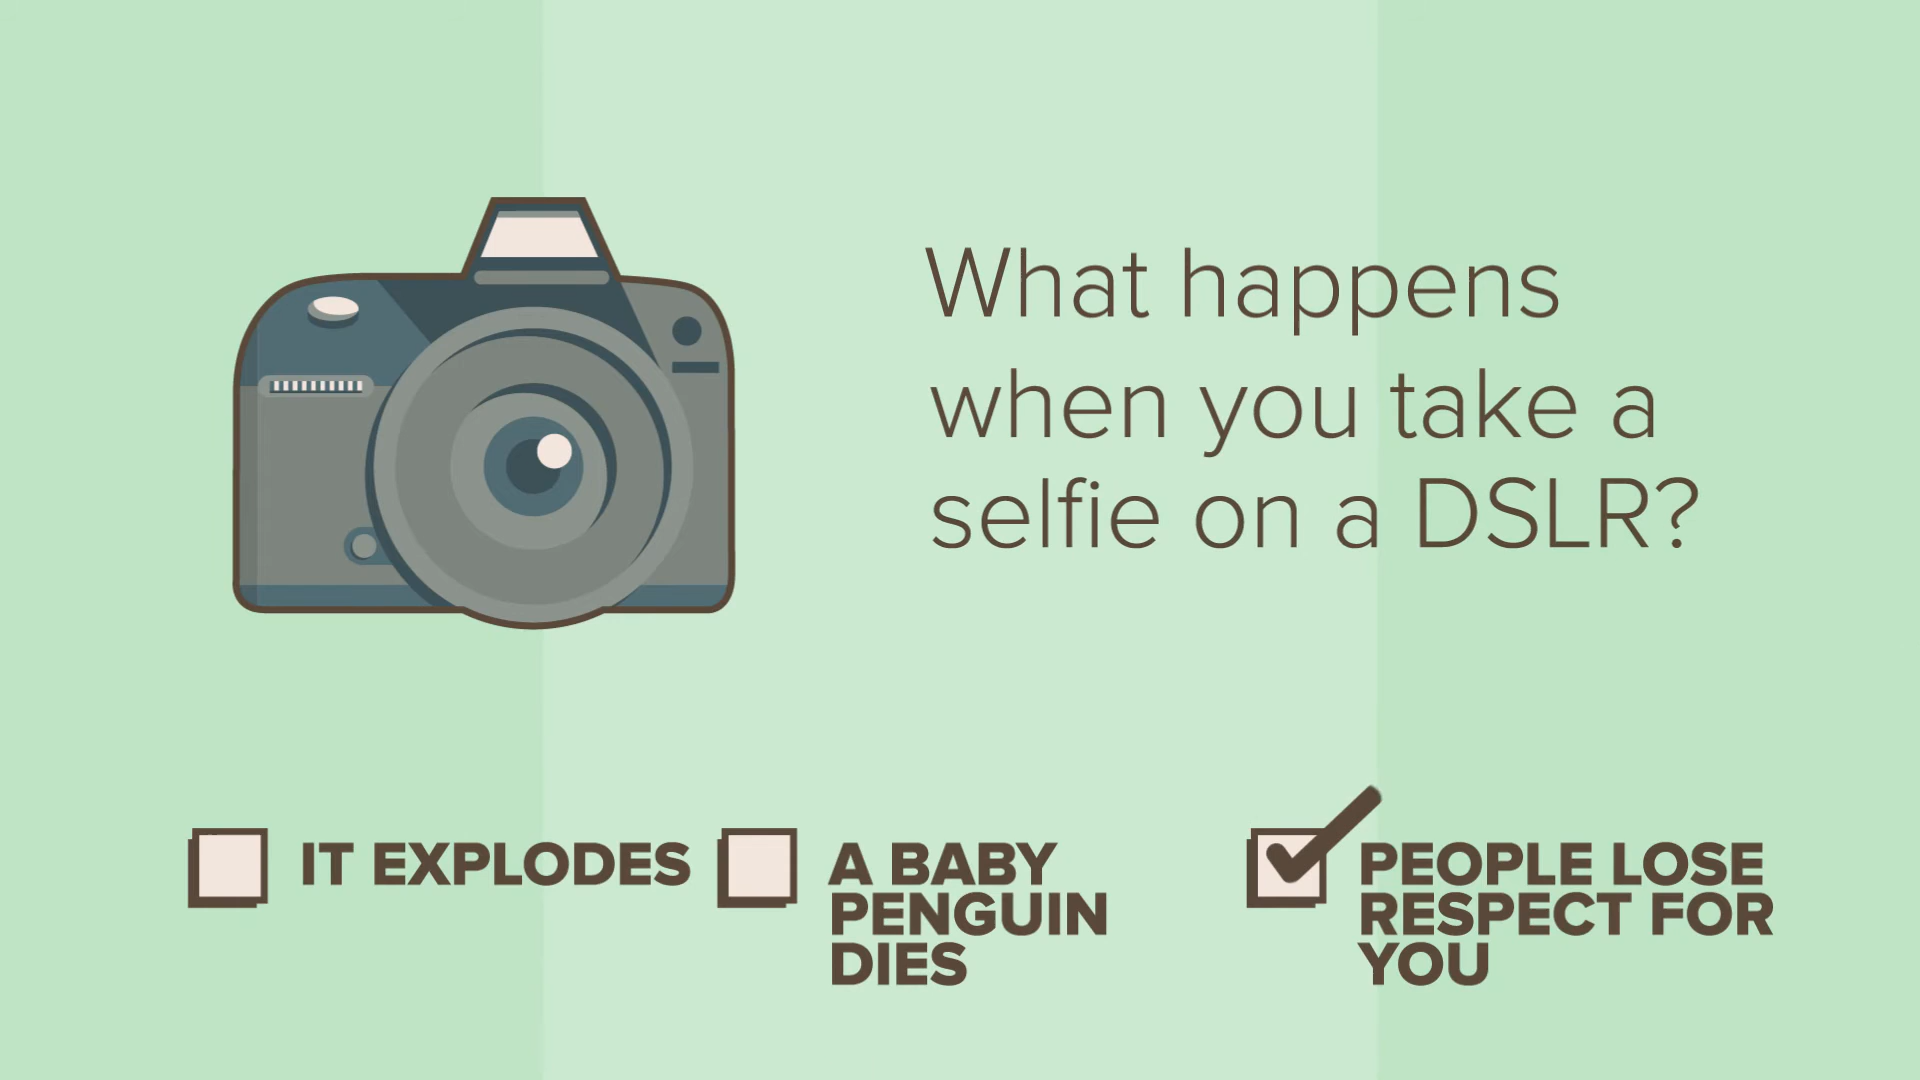 What happens
when you take a
selfie on a DSLR?
IT EXPLODES
A BABY
PENGUIN
DIES
PEOPLE LOSE
RESPECT FOR
YOU